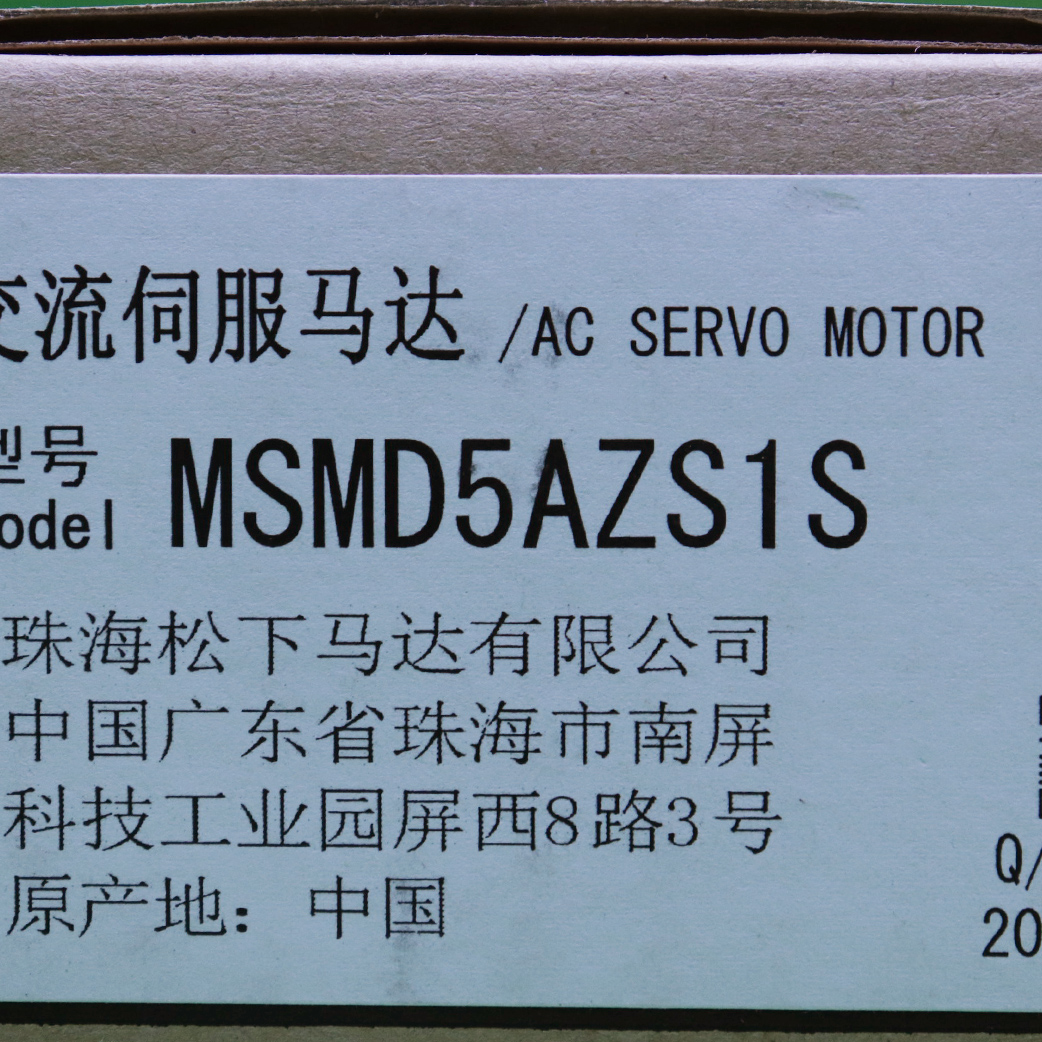 交流伺服马达 /AC SERVO MOTOR
型号
odel MSMD5AZS1S
珠海松下马达有限公司
中国广东省珠海市南屏
科技工业园屏西8路3号
原产地: 中国
Q/
20